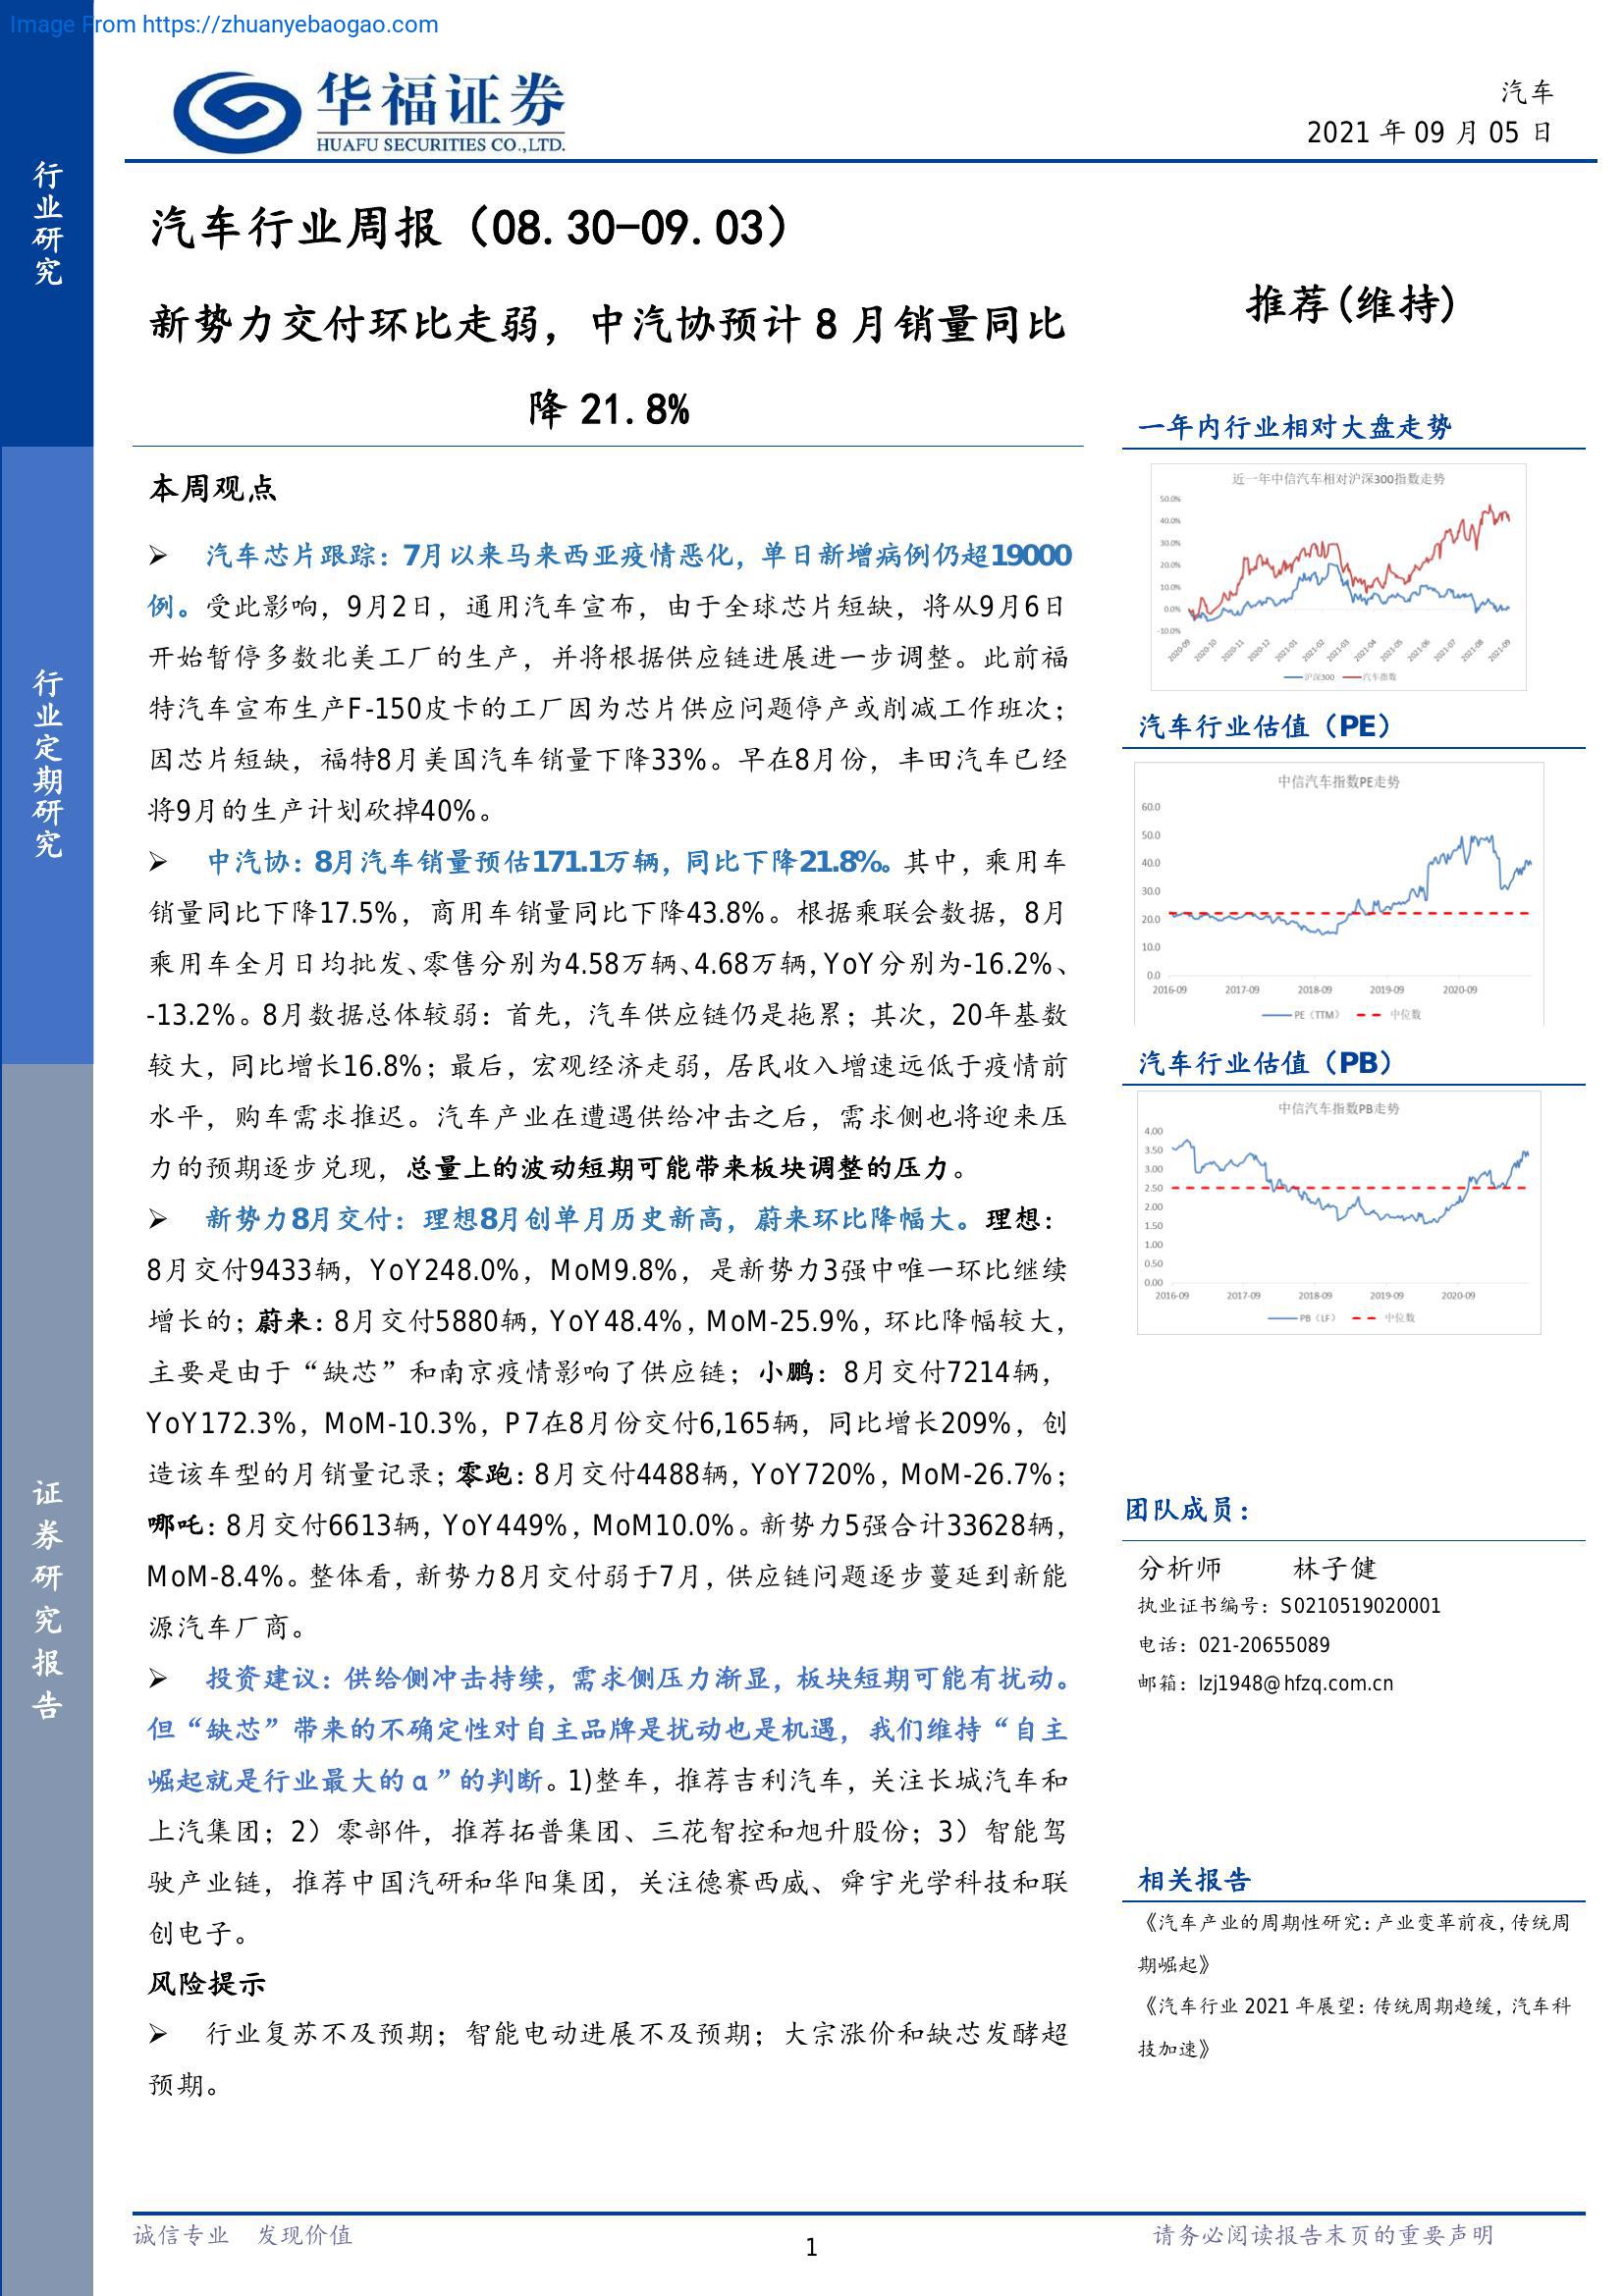 Image From https://zhuanyebaogao.com
华福证券
HUAFU SECURITIES CO.,LTD.
汽车
2021 年 09 月 05 日
行业研究
行业定期研究
证券研究报告
汽车行业周报（08.30-09.03）
新势力交付环比走弱，中汽协预计 8 月销量同比
降 21.8%
推荐(维持)
本周观点
➢ 汽车芯片跟踪：7月以来马来西亚疫情恶化，单日新增病例仍超19000
例。受此影响，9月2日，通用汽车宣布，由于全球芯片短缺，将从9月6日
开始暂停多数北美工厂的生产，并将根据供应链进展进一步调整。此前福
特汽车宣布生产F-150皮卡的工厂因为芯片供应问题停产或削减工作班次；
因芯片短缺，福特8月美国汽车销量下降33%。早在8月份，丰田汽车已经
将9月的生产计划砍掉40%。
➢ 中汽协：8月汽车销量预估171.1万辆，同比下降21.8%。其中，乘用车
销量同比下降17.5%，商用车销量同比下降43.8%。根据乘联会数据，8月
乘用车全月日均批发、零售分别为4.58万辆、4.68万辆，YoY分别为-16.2%、
-13.2%。8月数据总体较弱：首先，汽车供应链仍是拖累；其次，20年基数
较大，同比增长16.8%；最后，宏观经济走弱，居民收入增速远低于疫情前
水平，购车需求推迟。汽车产业在遭遇供给冲击之后，需求侧也将迎来压
力的预期逐步兑现，总量上的波动短期可能带来板块调整的压力。
➢ 新势力8月交付：理想8月创单月历史新高，蔚来环比降幅大。理想：
8月交付9433辆，YoY248.0%，MoM9.8%，是新势力3强中唯一环比继续
增长的；蔚来：8月交付5880辆，YoY48.4%，MoM-25.9%，环比降幅较大，
主要是由于“缺芯”和南京疫情影响了供应链；小鹏：8月交付7214辆，
YoY172.3%，MoM-10.3%，P7在8月份交付6,165辆，同比增长209%，创
造该车型的月销量记录；零跑：8月交付4488辆，YoY720%，MoM-26.7%；
哪吒：8月交付6613辆，YoY449%，MoM10.0%。新势力5强合计33628辆，
MoM-8.4%。整体看，新势力8月交付弱于7月，供应链问题逐步蔓延到新能
源汽车厂商。
➢ 投资建议：供给侧冲击持续，需求侧压力渐显，板块短期可能有扰动。
但“缺芯”带来的不确定性对自主品牌是扰动也是机遇，我们维持“自主
崛起就是行业最大的α”的判断。1)整车，推荐吉利汽车，关注长城汽车和
上汽集团；2）零部件，推荐拓普集团、三花智控和旭升股份；3）智能驾
驶产业链，推荐中国汽研和华阳集团，关注德赛西威、舜宇光学科技和联
创电子。
风险提示
➢ 行业复苏不及预期；智能电动进展不及预期；大宗涨价和缺芯发酵超
预期。
一年内行业相对大盘走势
近一年中信汽车相对沪深300指数走势
50.0%
40.0%
30.0%
20.0%
10.0%
0.0%
-10.0%
2020-09 2020-10 2020-11 2020-12 2021-01 2021-02 2021-03 2021-04 2021-05 2021-06 2021-07 2021-08 2021-09
沪深300 汽车指数
汽车行业估值（PE）
中信汽车指数PE走势
60.0
50.0
40.0
30.0
20.0
10.0
0.0
2016-09 2017-09 2018-09 2019-09 2020-09
PE（TTM） 中位数
汽车行业估值（PB）
中信汽车指数PB走势
4.00
3.50
3.00
2.50
2.00
1.50
1.00
0.50
0.00
2016-09 2017-09 2018-09 2019-09 2020-09
PB（LF） 中位数
团队成员：
分析师 林子健
执业证书编号：S0210519020001
电话：021-20655089
邮箱：lzj1948@hfzq.com.cn
相关报告
《汽车产业的周期性研究：产业变革前夜，传统周
期崛起》
《汽车行业 2021 年展望：传统周期趋缓，汽车科
技加速》
诚信专业 发现价值
1
请务必阅读报告末页的重要声明